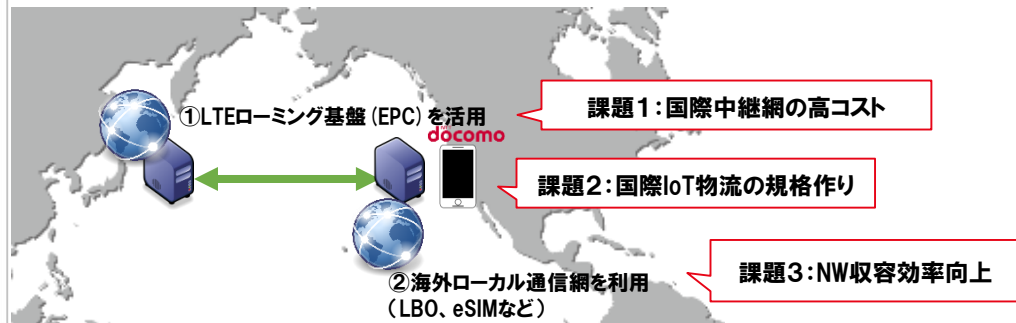 ①LTEローミング基盤(EPC)を活用
docomo
課題1:国際中継網の高コスト
課題2:国際IoT物流の規格作り
②海外ローカル通信網を利用
(LBO、eSIMなど)
課題3:NW収容効率向上